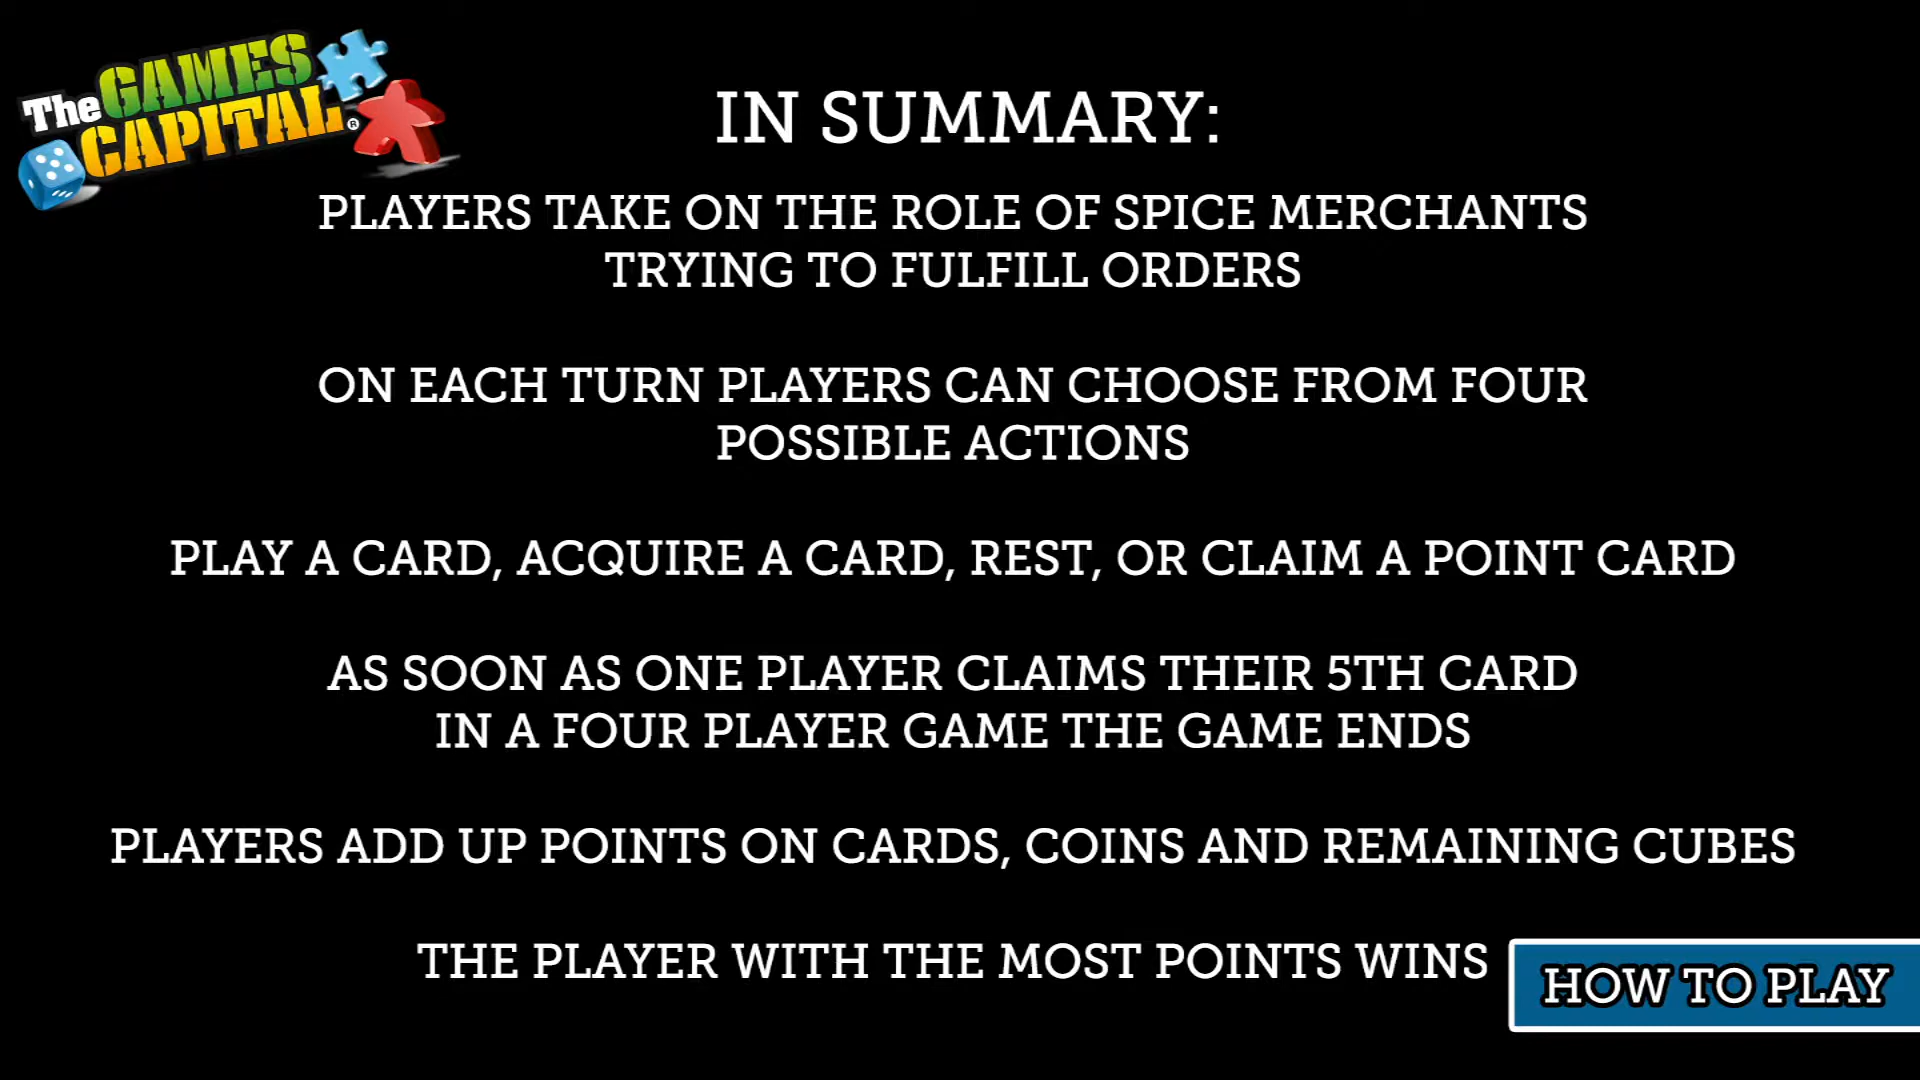 The GAMES
CAPITAL®
IN SUMMARY:
PLAYERS TAKE ON THE ROLE OF SPICE MERCHANTS
TRYING TO FULFILL ORDERS
ON EACH TURN PLAYERS CAN CHOOSE FROM FOUR
POSSIBLE ACTIONS
PLAY A CARD, ACQUIRE A CARD, REST, OR CLAIM A POINT CARD
AS SOON AS ONE PLAYER CLAIMS THEIR 5TH CARD
IN A FOUR PLAYER GAME THE GAME ENDS
PLAYERS ADD UP POINTS ON CARDS, COINS AND REMAINING CUBES
THE PLAYER WITH THE MOST POINTS WINS
HOW TO PLAY